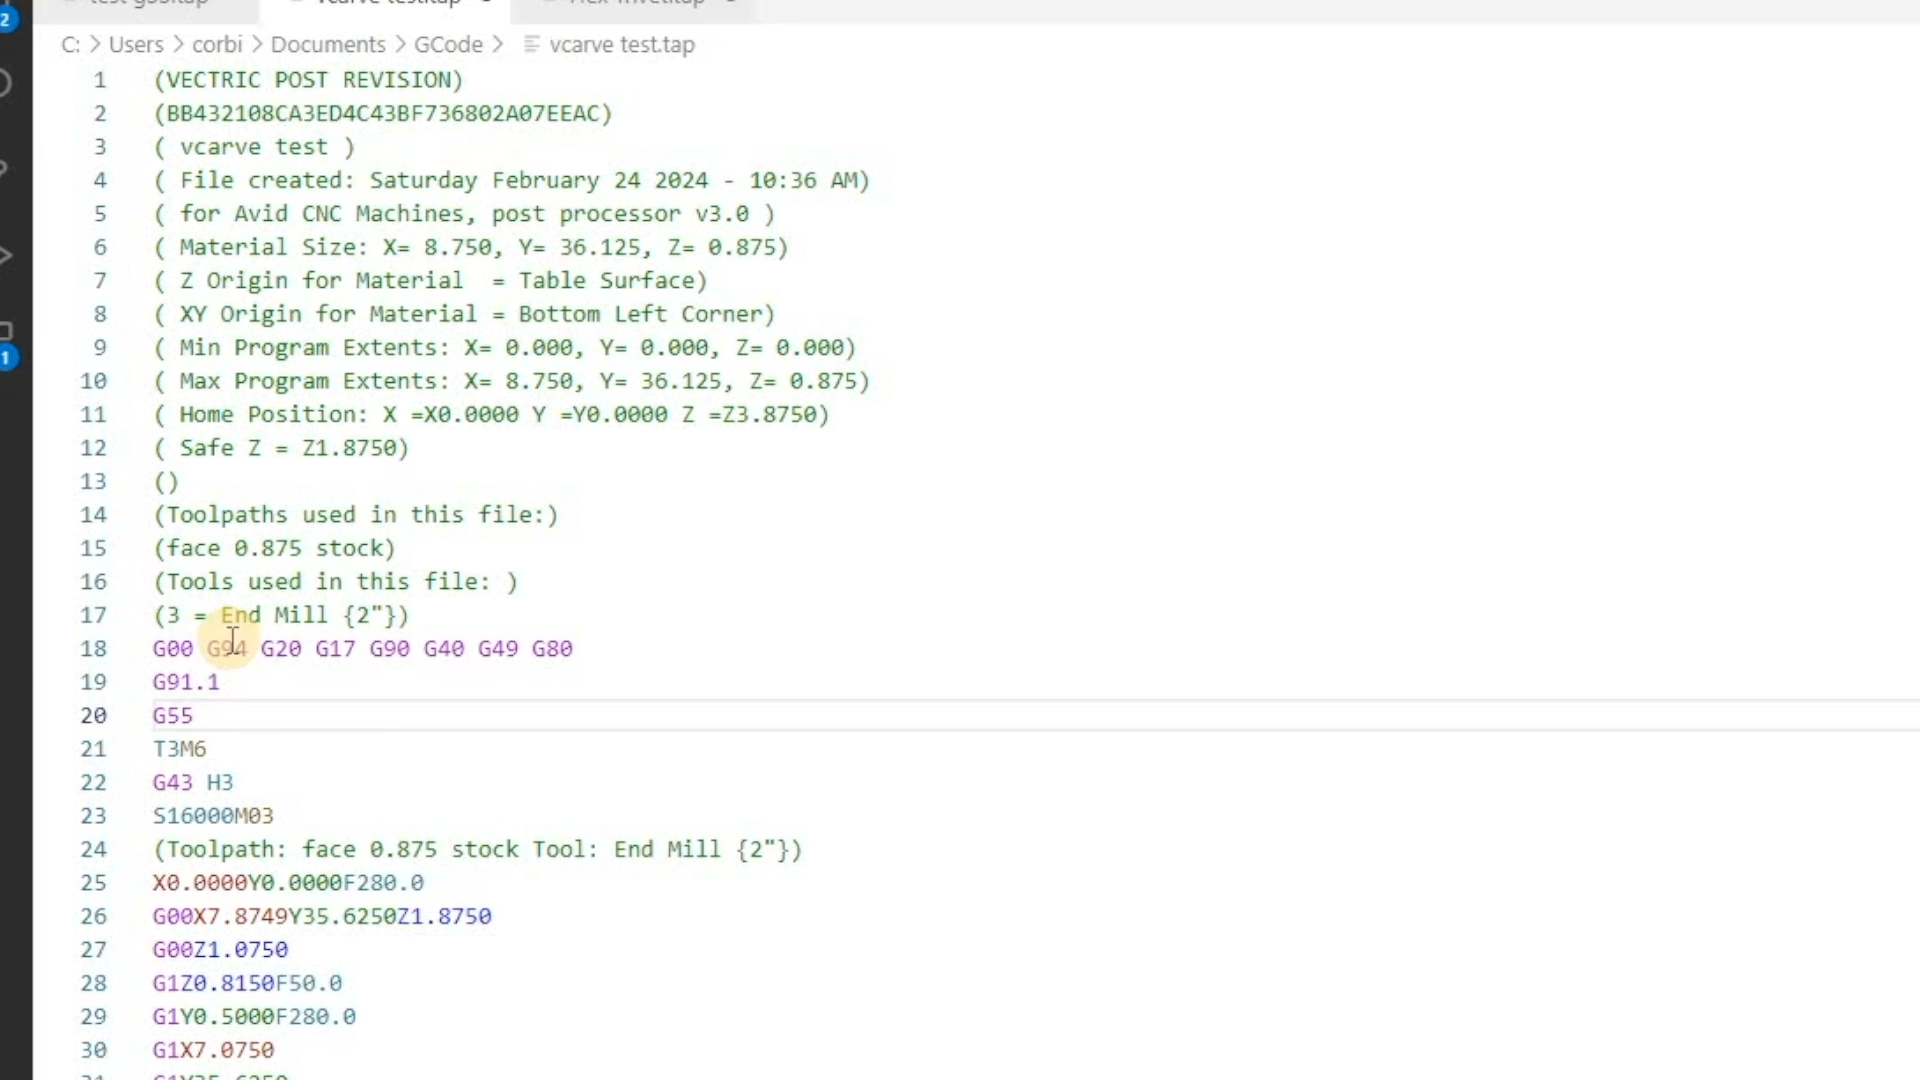 2
C: > Users > corbi > Documents > GCode > vcarve test.tap
1 (VECTRIC POST REVISION)
2 (BB432108CA3ED4C43BF736802A07EEAC)
3 ( vcarve test )
4 ( File created: Saturday February 24 2024 - 10:36 AM)
5 ( for Avid CNC Machines, post processor v3.0 )
6 ( Material Size: X= 8.750, Y= 36.125, Z= 0.875)
7 ( Z Origin for Material  = Table Surface)
8 ( XY Origin for Material = Bottom Left Corner)
9 ( Min Program Extents: X= 0.000, Y= 0.000, Z= 0.000)
1
10 ( Max Program Extents: X= 8.750, Y= 36.125, Z= 0.875)
11 ( Home Position: X =X0.0000 Y =Y0.0000 Z =Z3.8750)
12 ( Safe Z = Z1.8750)
13 ()
14 (Toolpaths used in this file:)
15 (face 0.875 stock)
16 (Tools used in this file: )
17 (3 = End Mill {2"})
18 G00 G94 G20 G17 G90 G40 G49 G80
19 G91.1
20 G55
21 T3M6
22 G43 H3
23 S16000M03
24 (Toolpath: face 0.875 stock Tool: End Mill {2"})
25 X0.0000Y0.0000F280.0
26 G00X7.8749Y35.6250Z1.8750
27 G00Z1.0750
28 G1Z0.8150F50.0
29 G1Y0.5000F280.0
30 G1X7.0750